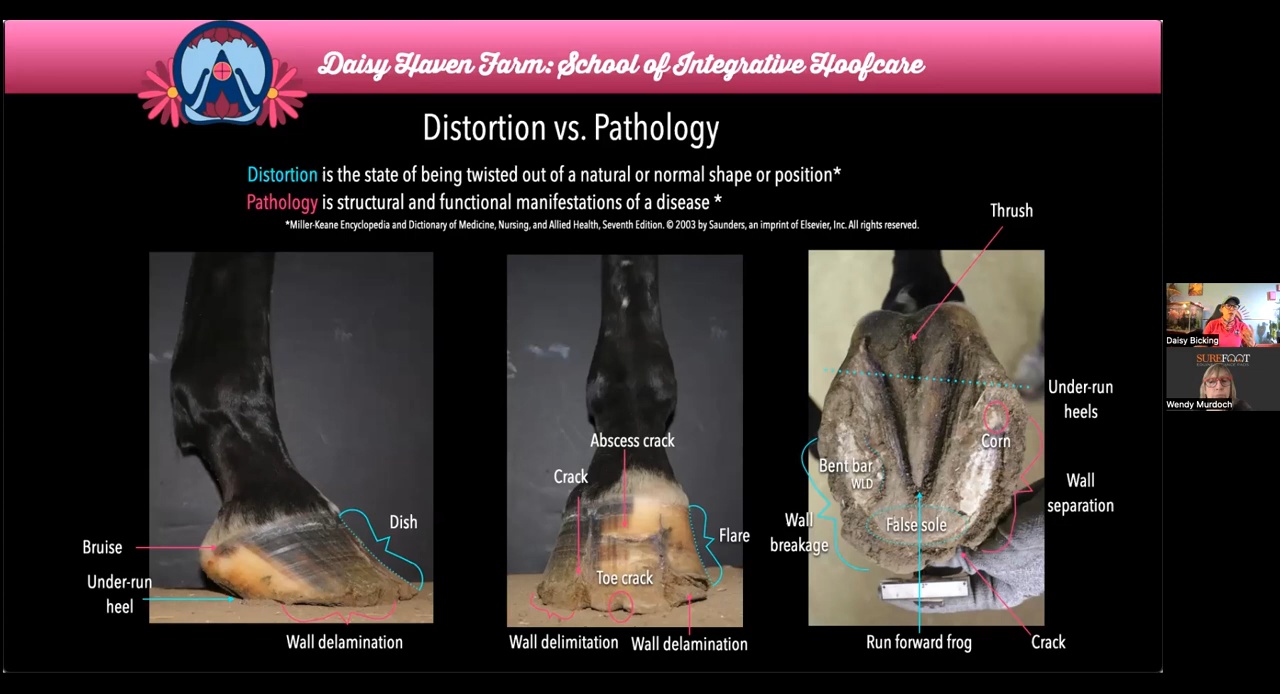 Daisy Haven Farm: School of Integrative Hoofcare
Distortion vs. Pathology
Distortion is the state of being twisted out of a natural or normal shape or position*
Pathology is structural and functional manifestations of a disease *
*Miller-Keane Encyclopedia and Dictionary of Medicine, Nursing, and Allied Health, Seventh Edition. © 2003 by Saunders, an imprint of Elsevier, Inc. All rights reserved.
Bruise
Under-run
heel
Dish
Wall delamination
Abscess crack
Crack
Flare
Toe crack
Wall delimitation
Wall delamination
Thrush
Under-run
heels
Corn
Bent bar
WLD
Wall
separation
False sole
Wall
breakage
Run forward frog
Crack
Daisy Bicking
SUREFOOT
Wendy Murdoch